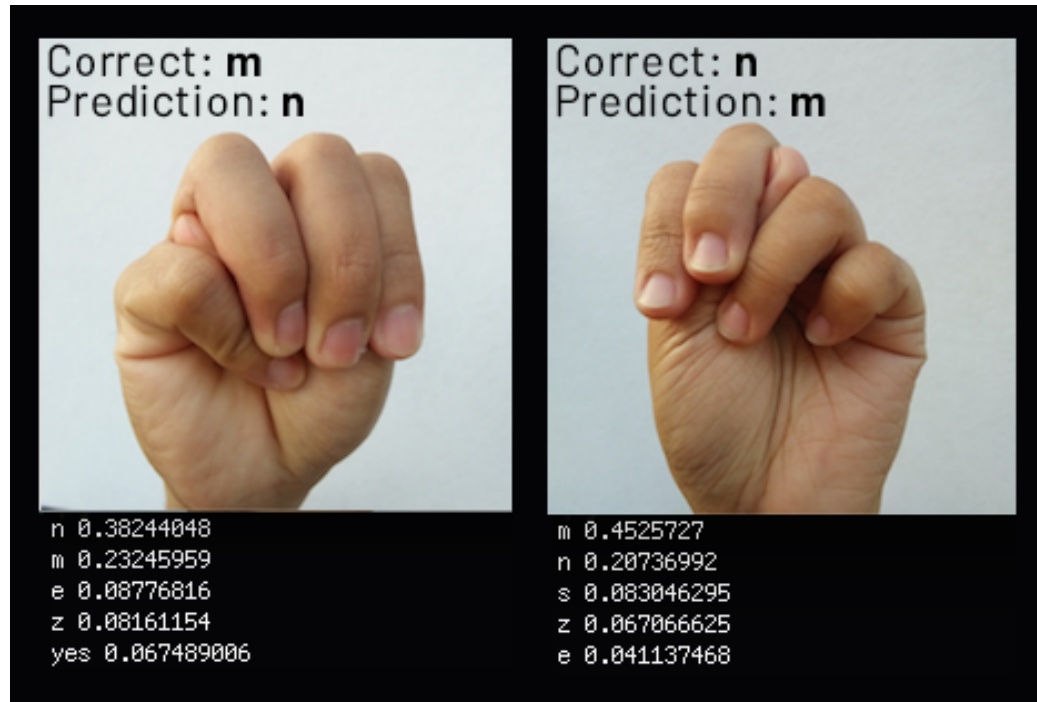 Correct: m
Prediction: n
n 0.38244048
m 0.23245959
e 0.08776816
z 0.08161154
yes 0.067489006
Correct: n
Prediction: m
m 0.4525727
n 0.20736992
s 0.083046295
z 0.067066625
e 0.041137468